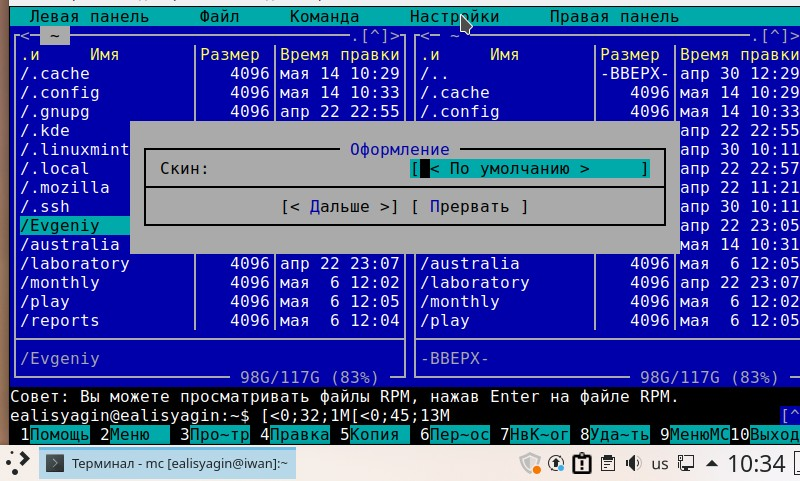 Левая панель Файл Команда Настройки Правая панель
<─ ~ .[^]> <─ ~ .[^]>
.и Имя Размер Время правки .и Имя Размер Время правки
/.cache 4096 мая 14 10:29 /.. -ВВЕРХ- апр 30 12:29
/.config 4096 мая 14 10:33 /.cache 4096 мая 14 10:29
/.gnupg 4096 апр 22 22:55 /.config 4096 мая 14 10:33
/.kde апр 22 22:55
Оформление
/.linuxmint апр 30 10:11
/.local Скин: [< По умолчанию > ] апр 22 22:57
/.mozilla апр 22 11:21
/.ssh [< Дальше >] [ Прервать ] апр 30 10:11
/Evgeniy апр 22 23:05
/australia мая 14 10:31
/laboratory 4096 апр 22 23:07 /australia 4096 мая 6 12:05
/monthly 4096 мая 6 12:02 /laboratory 4096 апр 22 23:07
/play 4096 мая 6 12:05 /monthly 4096 мая 6 12:02
/reports 4096 мая 6 12:04 /play 4096 мая 6 12:05
/Evgeniy -ВВЕРХ-
98G/117G (83%) 98G/117G (83%)
Совет: Вы можете просматривать файлы RPM, нажав Enter на файле RPM.
ealisyagin@ealisyagin:~$ [<0;32;1M[<0;45;13M [^
1Помощь 2Меню 3Про~тр 4Правка 5Копия 6Пер~ос 7НвК~ог 8Уда~ть 9МенюМС 10Выход
Терминал - mc [ealisyagin@iwan]:~ us 10:34